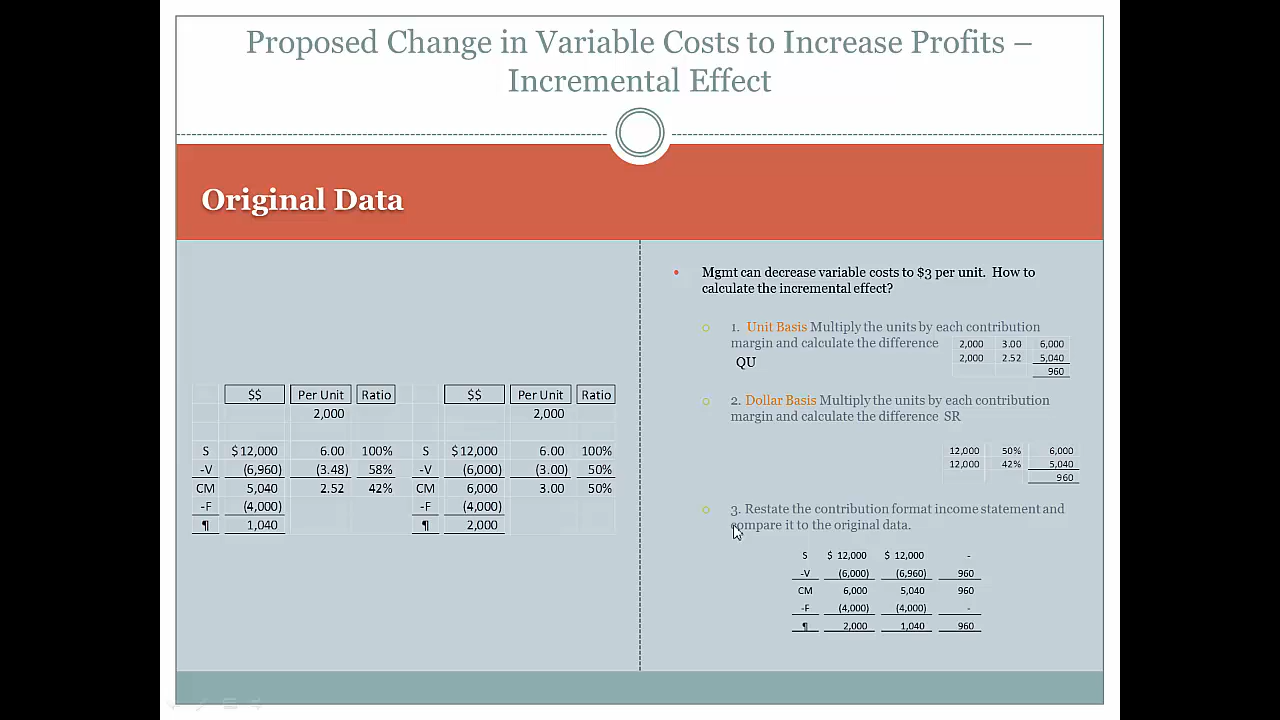 Proposed Change in Variable Costs to Increase Profits –
Incremental Effect
Original Data
$$ Per Unit Ratio $$ Per Unit Ratio
2,000 2,000
S $12,000 6.00 100% S $12,000 6.00 100%
-V (6,960) (3.48) 58% -V (6,000) (3.00) 50%
CM 5,040 2.52 42% CM 6,000 3.00 50%
-F (4,000) -F (4,000)
¶ 1,040 ¶ 2,000
• Mgmt can decrease variable costs to $3 per unit. How to
calculate the incremental effect?
1. Unit Basis Multiply the units by each contribution
margin and calculate the difference
QU
2,000 3.00 6,000
2,000 2.52 5,040
960
2. Dollar Basis Multiply the units by each contribution
margin and calculate the difference SR
12,000 50% 6,000
12,000 42% 5,040
960
3. Restate the contribution format income statement and
compare it to the original data.
S $ 12,000 $ 12,000 -
-V (6,000) (6,960) 960
CM 6,000 5,040 960
-F (4,000) (4,000) -
¶ 2,000 1,040 960